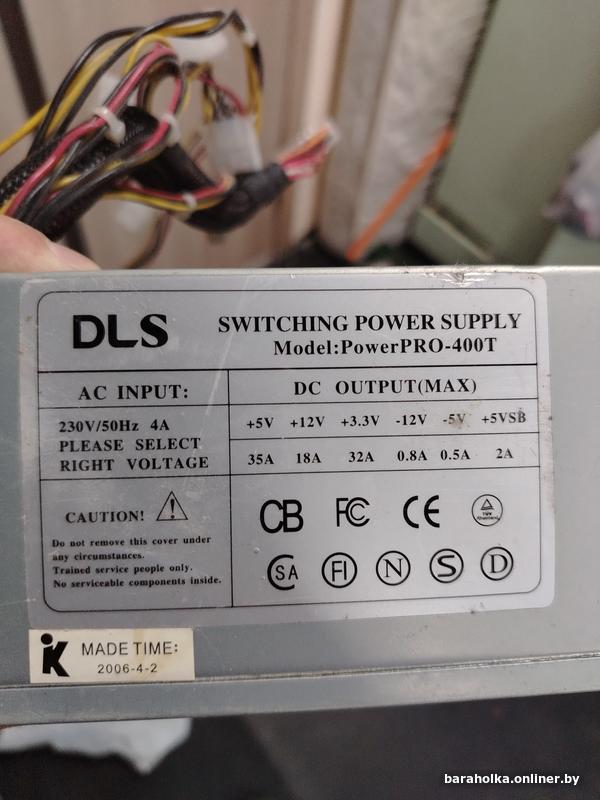 DLS
SWITCHING POWER SUPPLY
Model:PowerPRO-400T
AC INPUT:
230V/50Hz 4A
PLEASE SELECT
RIGHT VOLTAGE
DC OUTPUT(MAX)
+5V +12V +3.3V -12V -5V +5VSB
35A 18A 32A 0.8A 0.5A 2A
CAUTION!
Do not remove this cover under
any circumstances.
Trained service people only.
No serviceable components inside.
CB FC CE TUV Rheinland
CSA FI N S D
K MADE TIME:
2006-4-2
baraholka.onliner.by